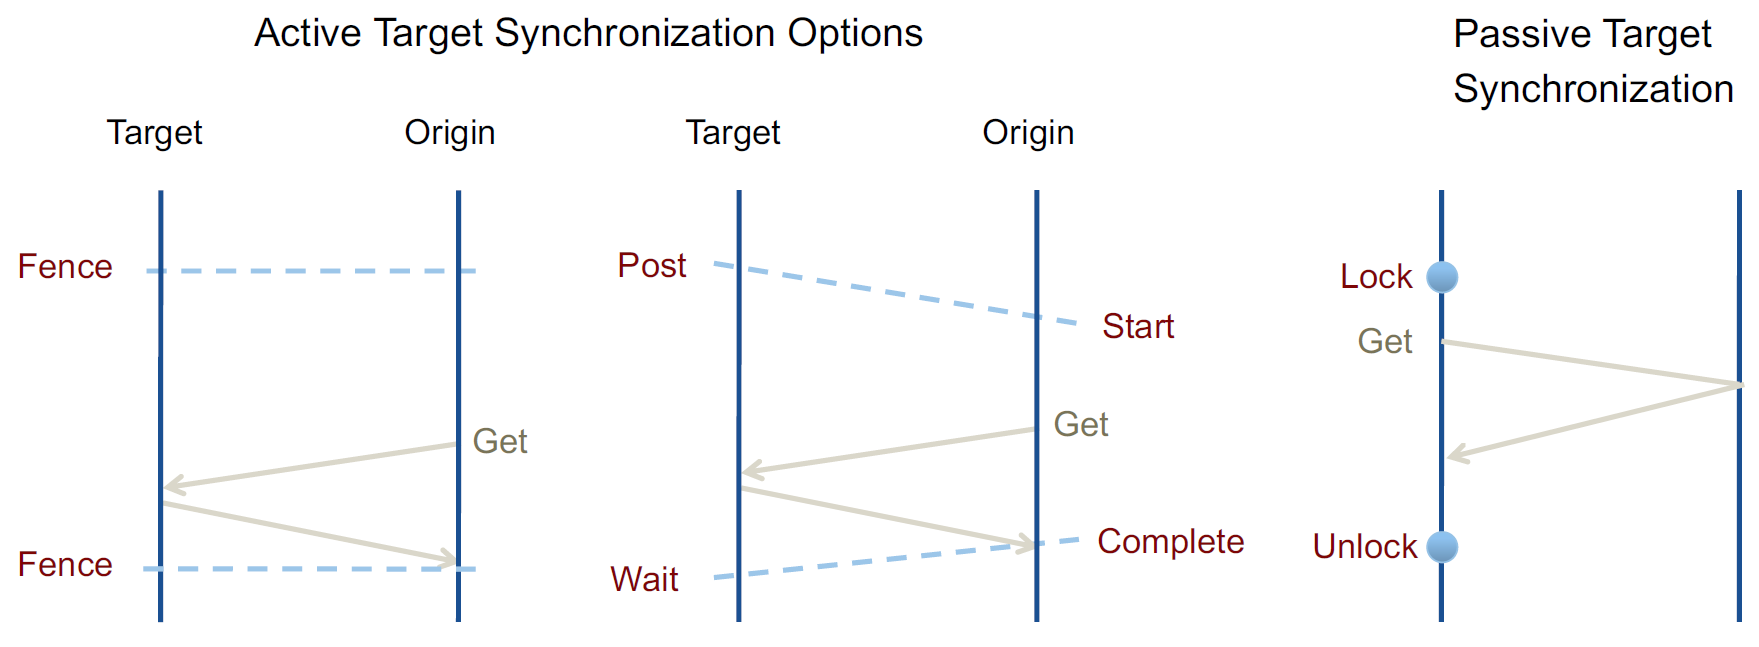 Active Target Synchronization Options
Passive Target
Synchronization
Target
Origin
Target
Origin
Fence
Post
Start
Lock
Get
Get
Get
Fence
Wait
Complete
Unlock